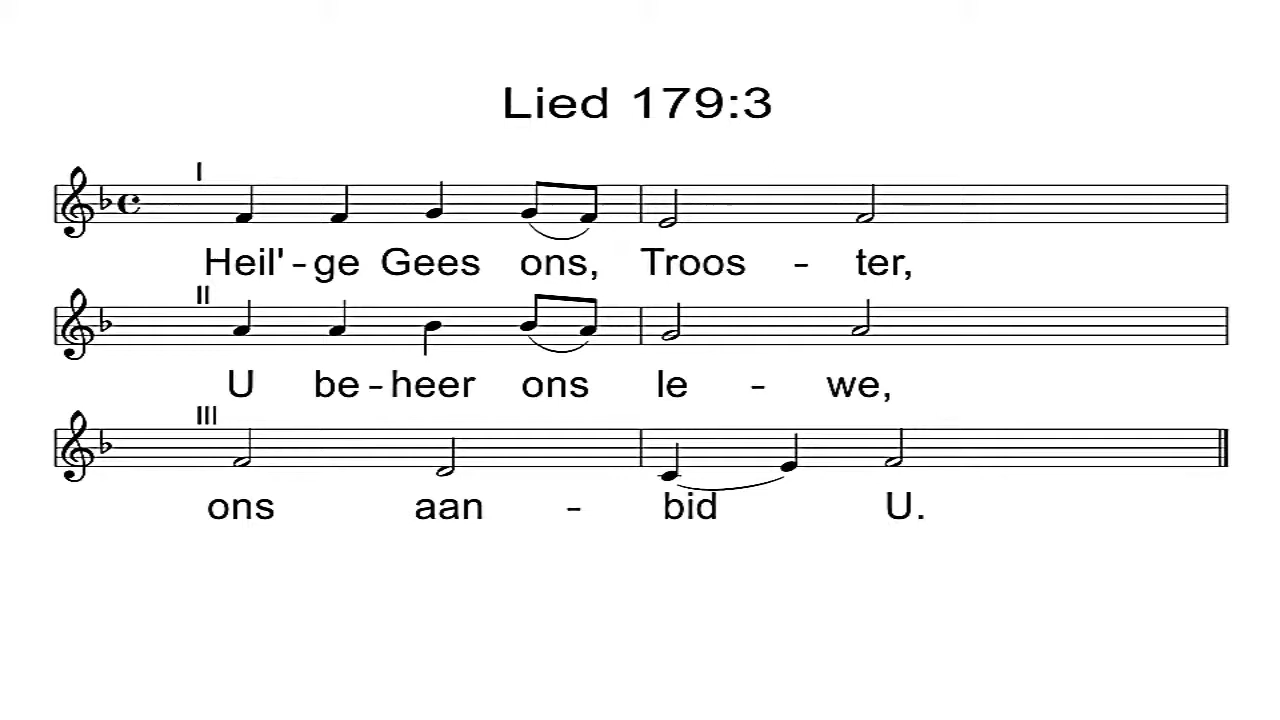 Lied 179:3
I
Heil'-ge Gees ons, Troos - ter,
II
U be-heer ons le - we,
III
ons aan - bid U.